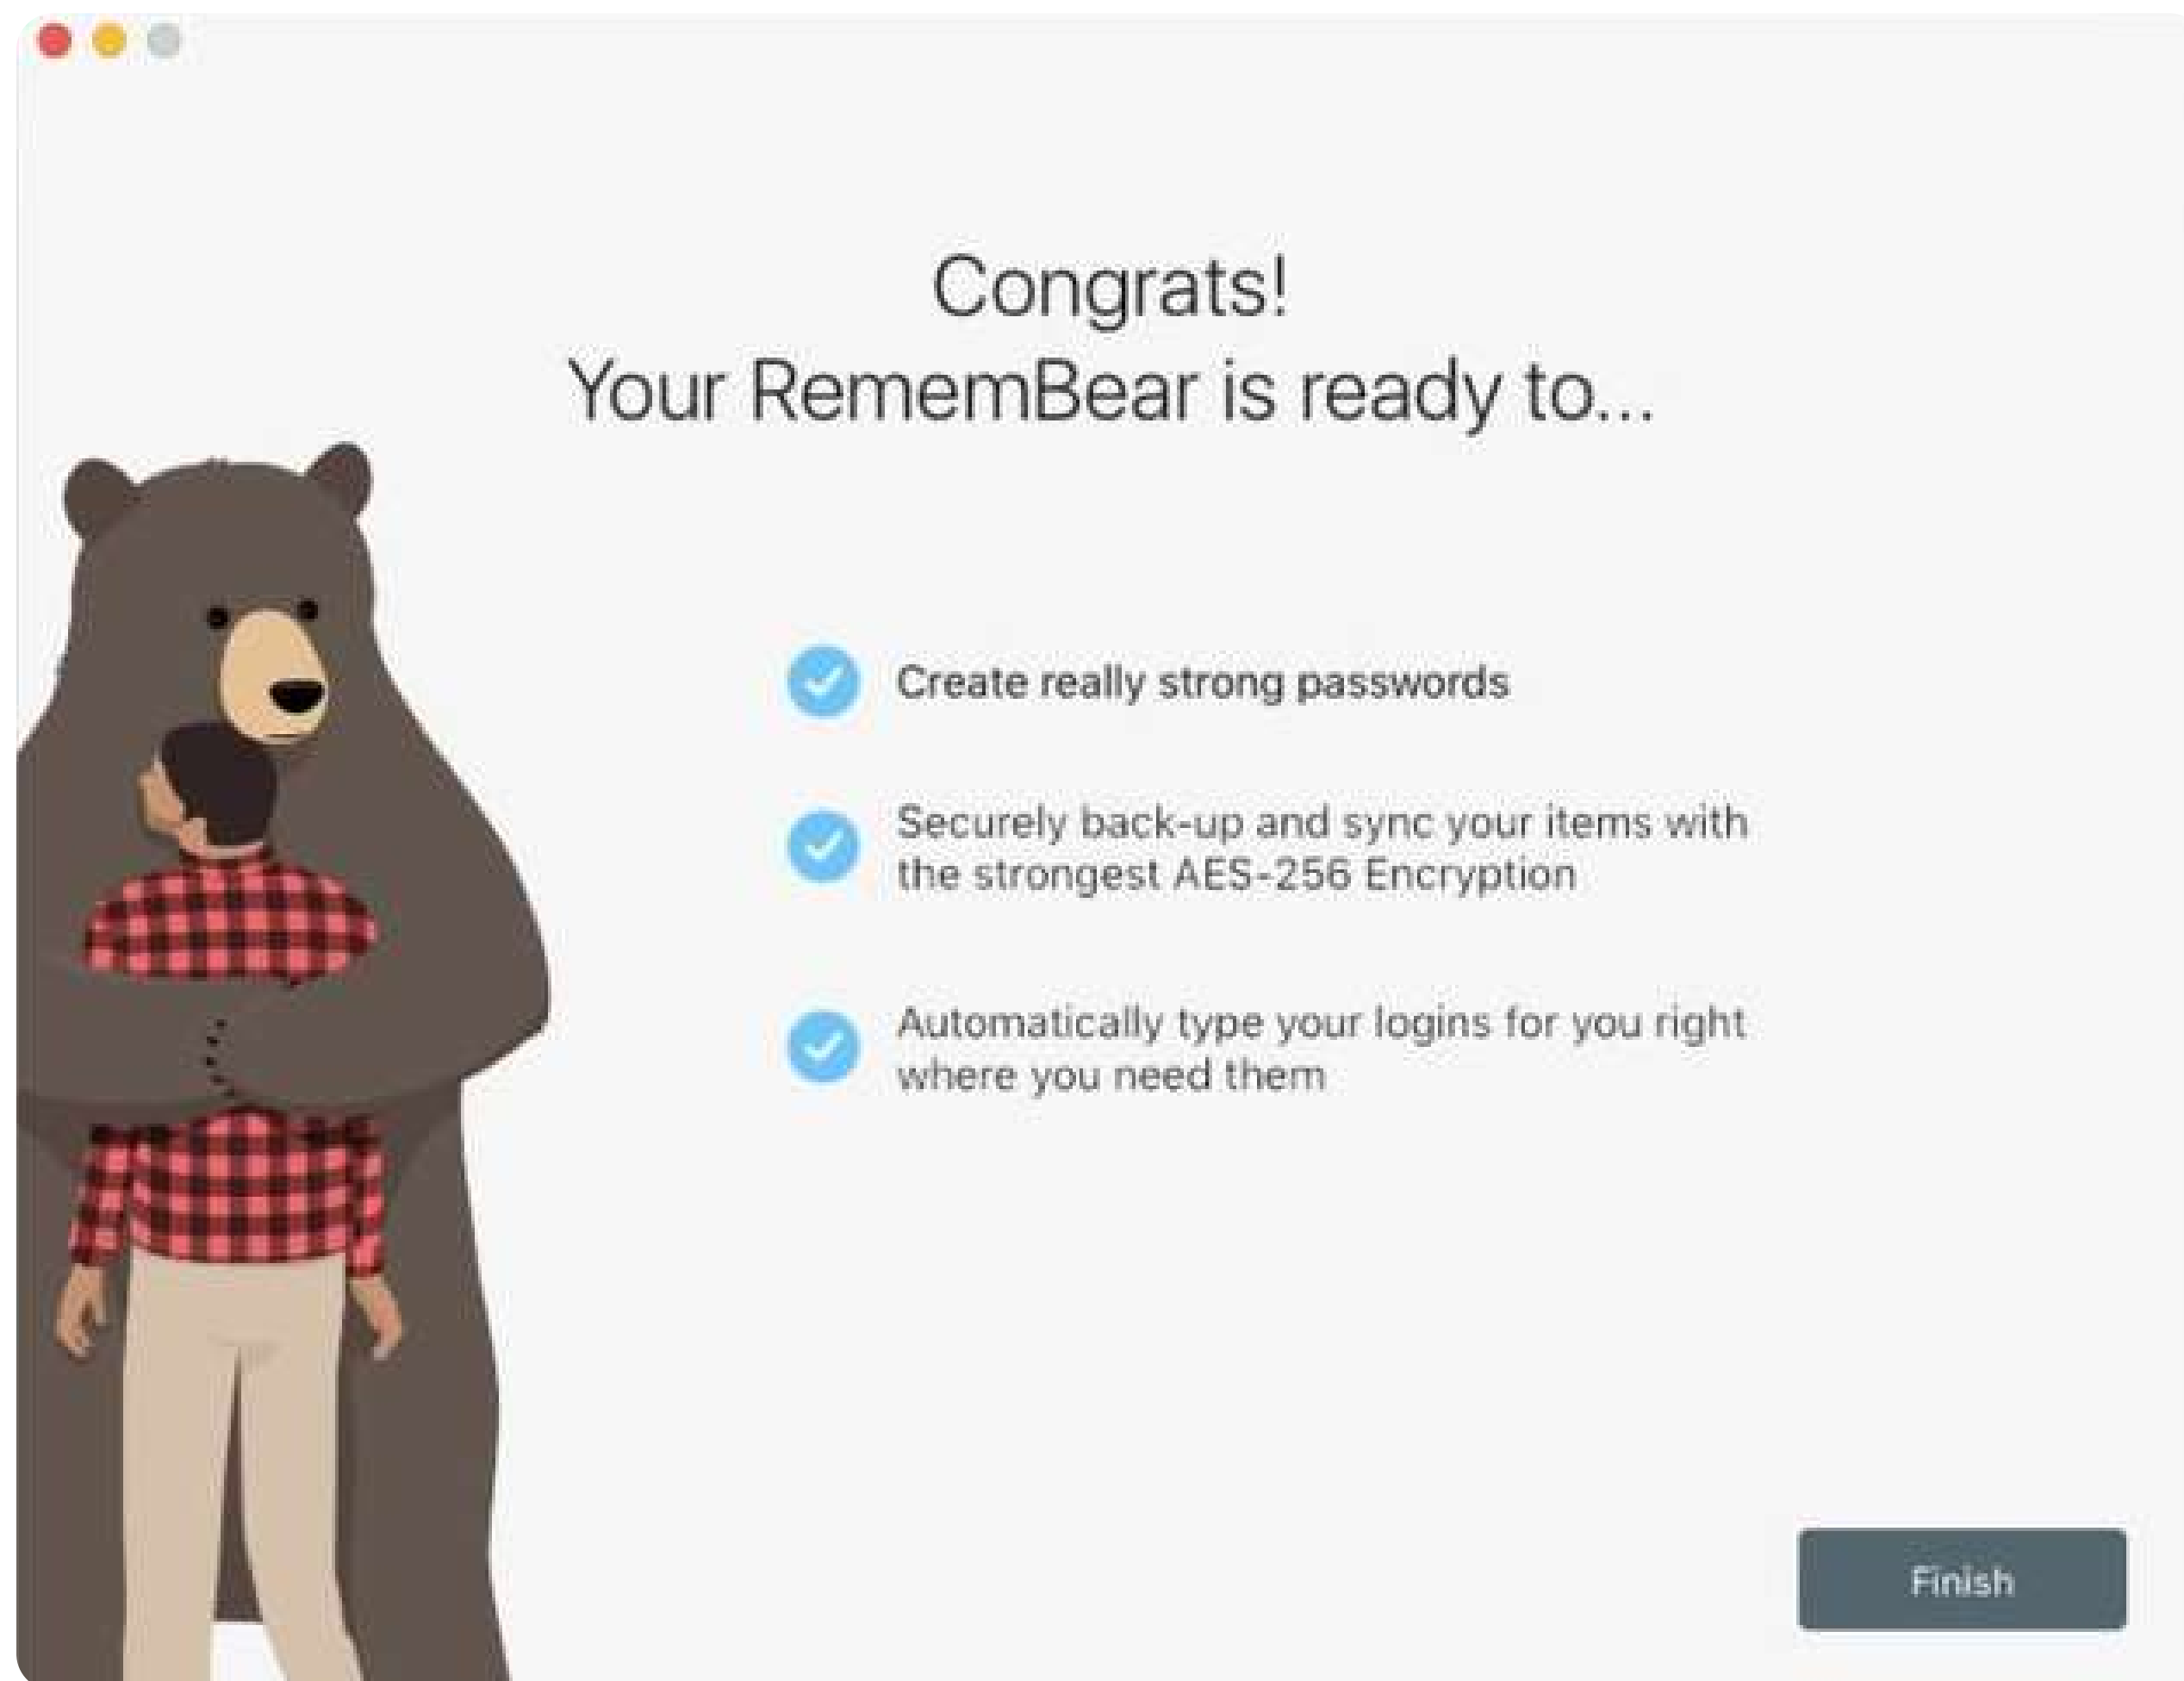 Congrats!
Your RememBear is ready to...
Create really strong passwords
Securely back-up and sync your items with
the strongest AES-256 Encryption
Automatically type your logins for you right
where you need them
Finish